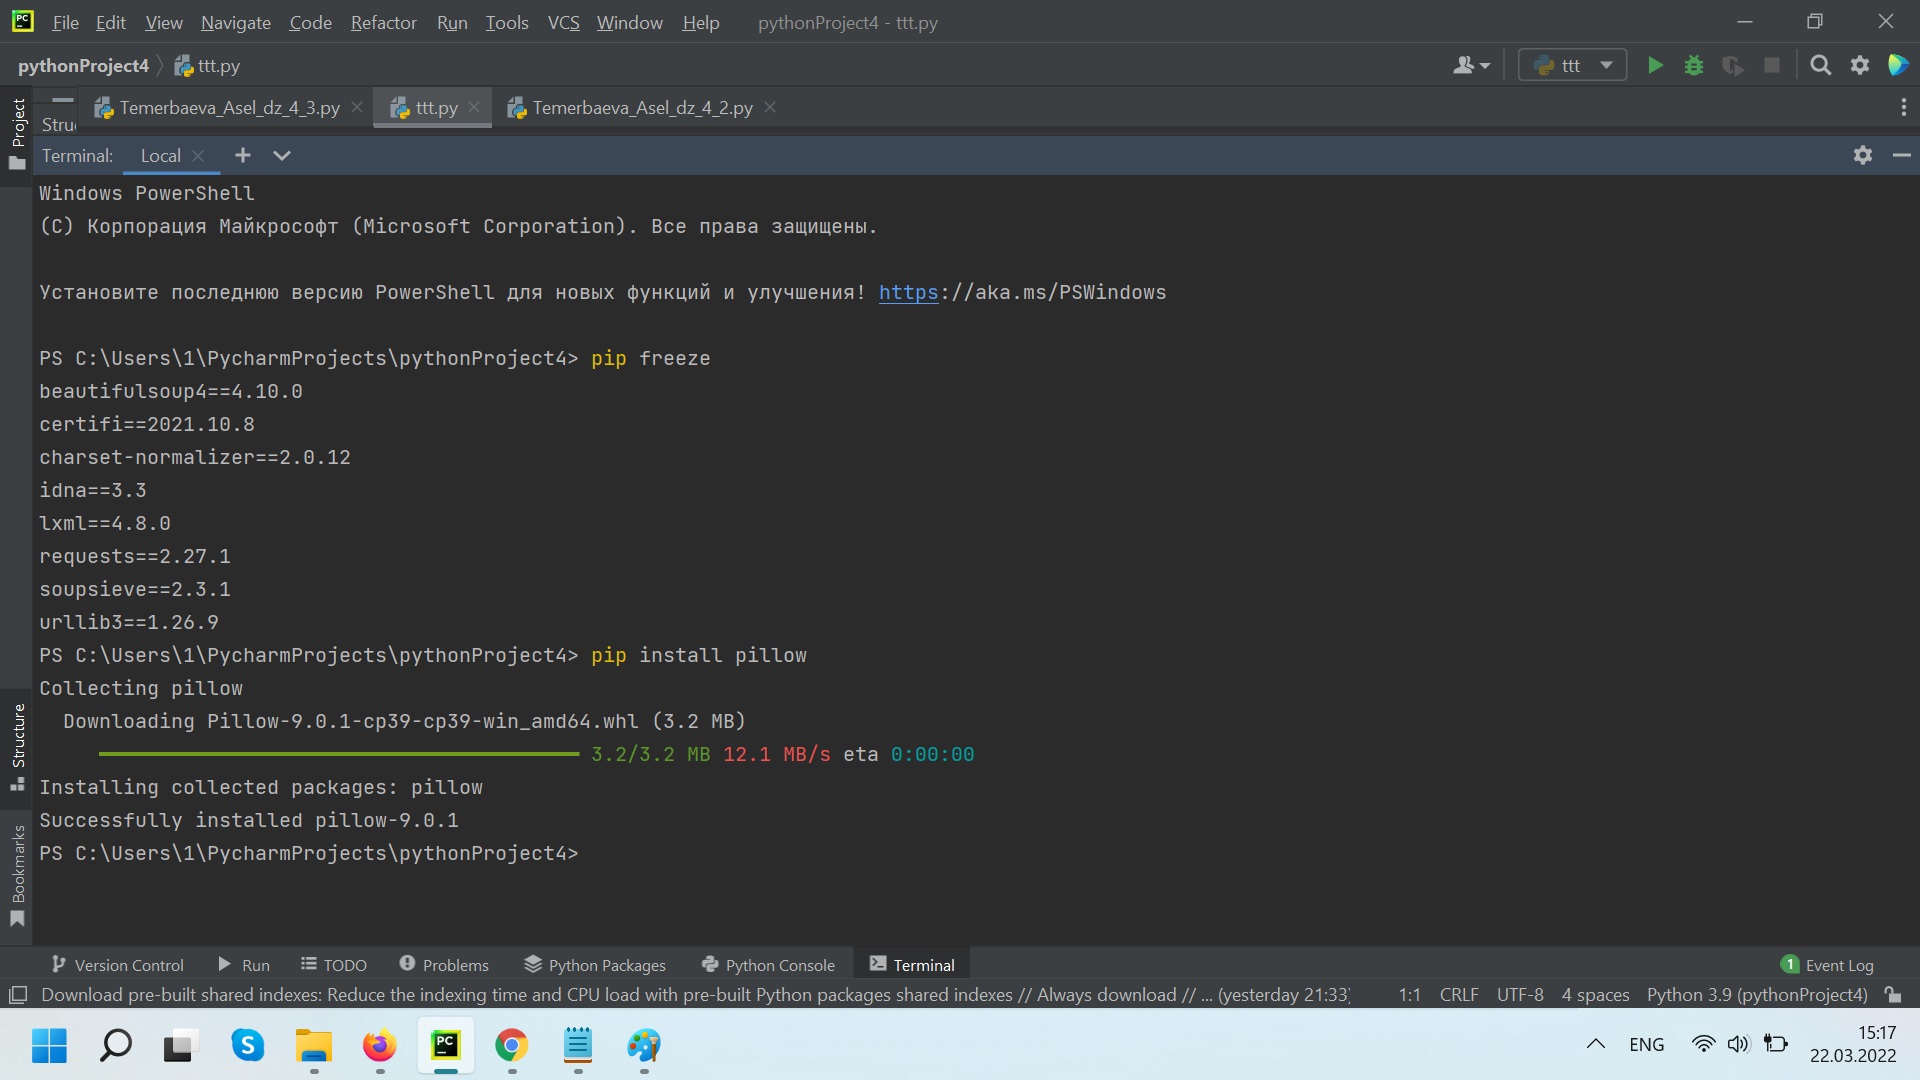 PC File Edit View Navigate Code Refactor Run Tools VCS Window Help pythonProject4 - ttt.py
pythonProject4 ttt.py ttt
Project
Temerbaeva_Asel_dz_4_3.py ttt.py Temerbaeva_Asel_dz_4_2.py
Stru
Terminal: Local
Windows PowerShell
(C) Корпорация Майкрософт (Microsoft Corporation). Все права защищены.
Установите последнюю версию PowerShell для новых функций и улучшения! https://aka.ms/PSWindows
PS C:\Users\1\PycharmProjects\pythonProject4> pip freeze
beautifulsoup4==4.10.0
certifi==2021.10.8
charset-normalizer==2.0.12
idna==3.3
lxml==4.8.0
requests==2.27.1
soupsieve==2.3.1
urllib3==1.26.9
PS C:\Users\1\PycharmProjects\pythonProject4> pip install pillow
Collecting pillow
Downloading Pillow-9.0.1-cp39-cp39-win_amd64.whl (3.2 MB)
3.2/3.2 MB 12.1 MB/s eta 0:00:00
Installing collected packages: pillow
Successfully installed pillow-9.0.1
PS C:\Users\1\PycharmProjects\pythonProject4>
Structure
Bookmarks
Version Control Run TODO Problems Python Packages Python Console Terminal 1 Event Log
Download pre-built shared indexes: Reduce the indexing time and CPU load with pre-built Python packages shared indexes // Always download // ... (yesterday 21:33) 1:1 CRLF UTF-8 4 spaces Python 3.9 (pythonProject4)
S PC ENG 15:17
22.03.2022